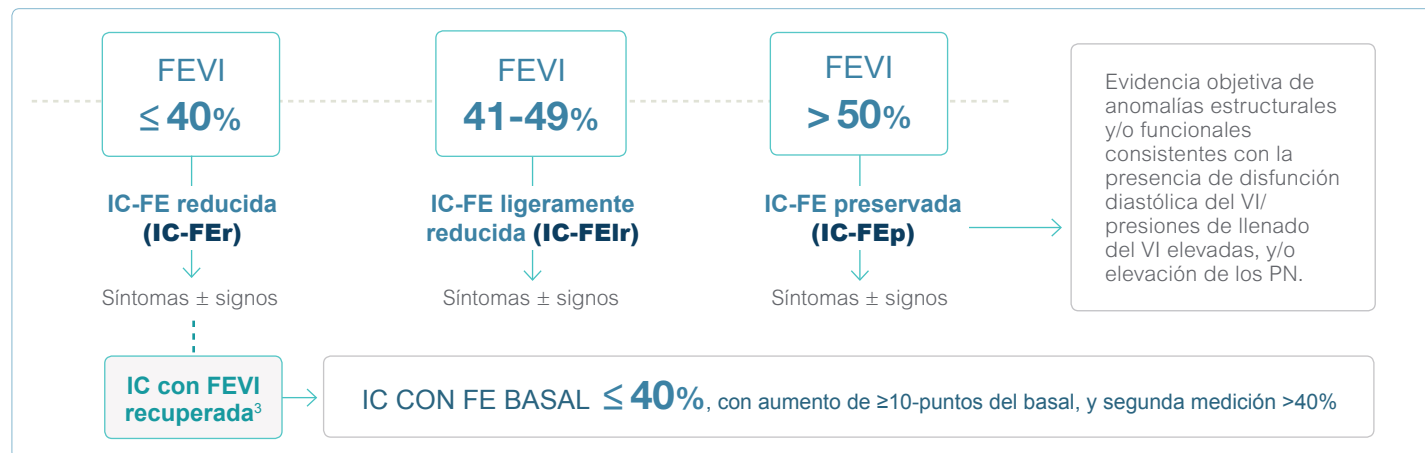 FEVI
≤ 40%
IC-FE reducida
(IC-FEr)
Síntomas ± signos
FEVI
41-49%
IC-FE ligeramente
reducida (IC-FElr)
Síntomas ± signos
FEVI
> 50%
IC-FE preservada
(IC-FEp)
Síntomas ± signos
Evidencia objetiva de
anomalías estructurales
y/o funcionales
consistentes con la
presencia de disfunción
diastólica del VI/
presiones de llenado
del VI elevadas, y/o
elevación de los PN.
IC con FEVI
recuperada³
IC CON FE BASAL ≤ 40%, con aumento de ≥10-puntos del basal, y segunda medición >40%